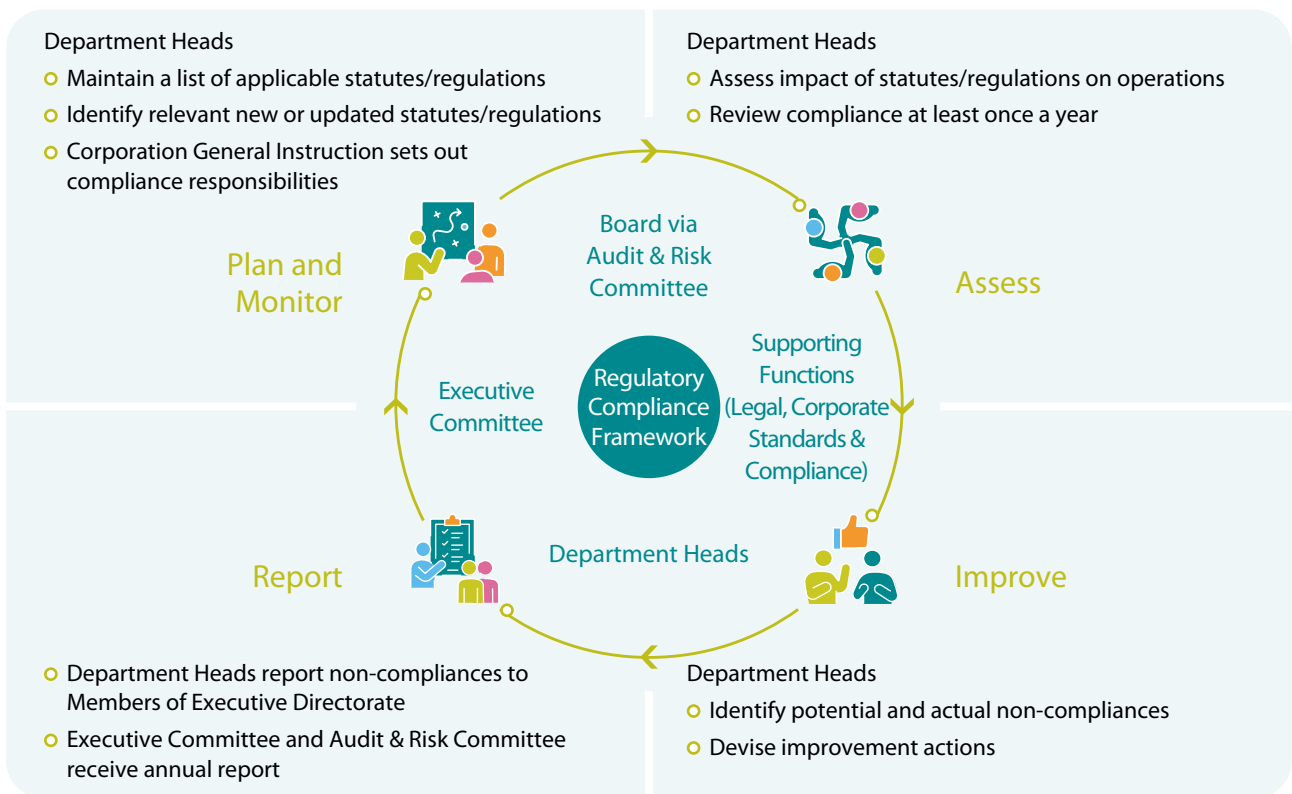 Department Heads
Maintain a list of applicable statutes/regulations
Identify relevant new or updated statutes/regulations
Corporation General Instruction sets out
compliance responsibilities
Department Heads
Assess impact of statutes/regulations on operations
Review compliance at least once a year
Plan and
Monitor
Board via
Audit & Risk
Committee
Assess
Executive
Committee
Regulatory
Compliance
Framework
Supporting
Functions
(Legal, Corporate
Standards &
Compliance)
Report
Department Heads
Improve
Department Heads report non-compliances to
Members of Executive Directorate
Executive Committee and Audit & Risk Committee
receive annual report
Department Heads
Identify potential and actual non-compliances
Devise improvement actions